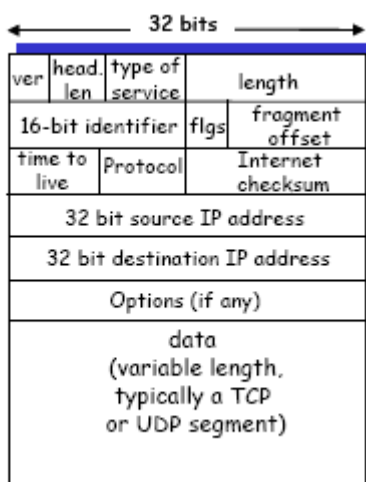 32 bits
ver head. len type of service length
16-bit identifier flgs fragment offset
time to live Protocol Internet checksum
32 bit source IP address
32 bit destination IP address
Options (if any)
data
(variable length,
typically a TCP
or UDP segment)